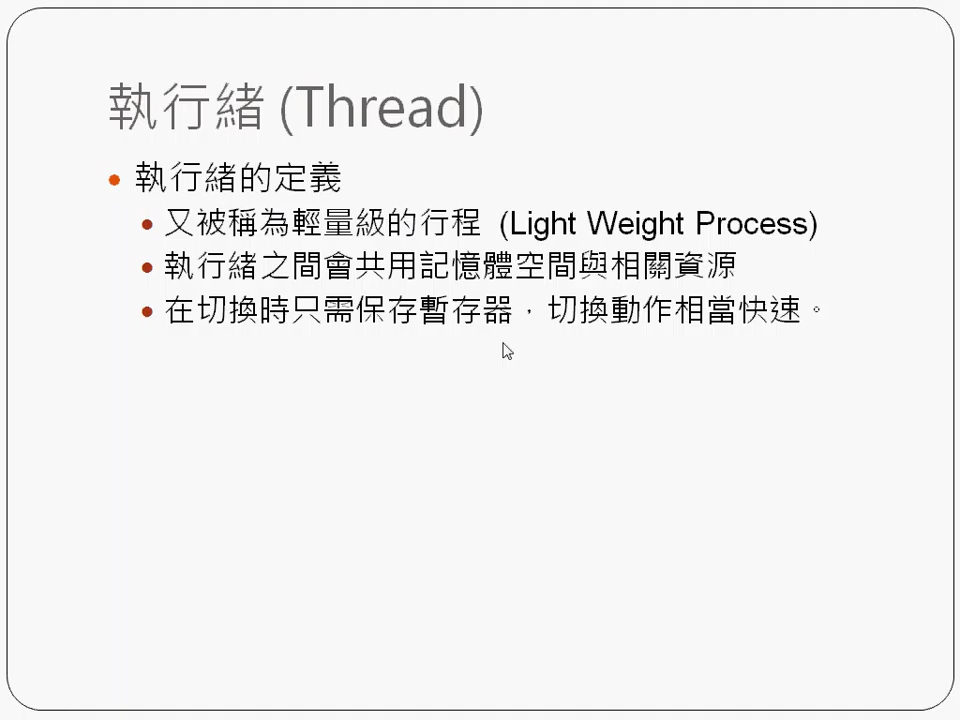 執行緒 (Thread)
執行緒的定義
又被稱為輕量級的行程 (Light Weight Process)
執行緒之間會共用記憶體空間與相關資源
在切換時只需保存暫存器，切換動作相當快速。